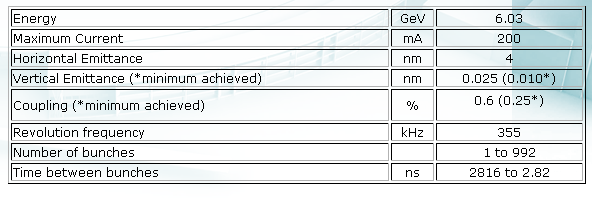 Energy GeV 6.03
Maximum Current mA 200
Horizontal Emittance nm 4
Vertical Emittance (*minimum achieved) nm 0.025 (0.010*)
Coupling (*minimum achieved) % 0.6 (0.25*)
Revolution frequency kHz 355
Number of bunches 1 to 992
Time between bunches ns 2816 to 2.82